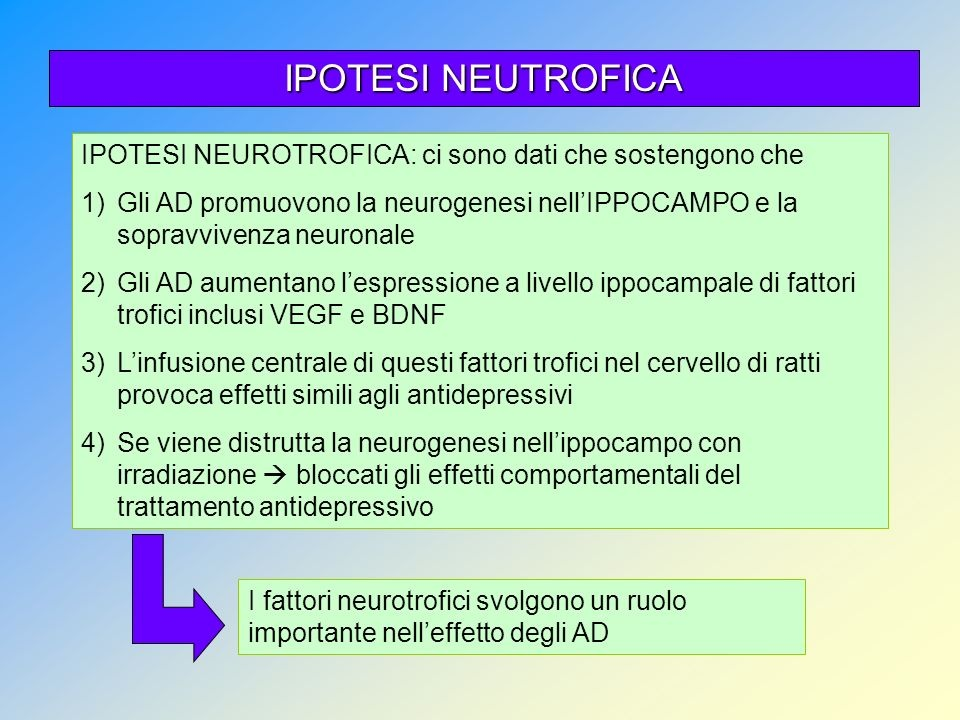 IPOTESI NEUTROFICA
IPOTESI NEUROTROFICA: ci sono dati che sostengono che
1) Gli AD promuovono la neurogenesi nell’IPPOCAMPO e la
sopravvivenza neuronale
2) Gli AD aumentano l’espressione a livello ippocampale di fattori
trofici inclusi VEGF e BDNF
3) L’infusione centrale di questi fattori trofici nel cervello di ratti
provoca effetti simili agli antidepressivi
4) Se viene distrutta la neurogenesi nell’ippocampo con
irradiazione → bloccati gli effetti comportamentali del
trattamento antidepressivo
I fattori neurotrofici svolgono un ruolo
importante nell’effetto degli AD